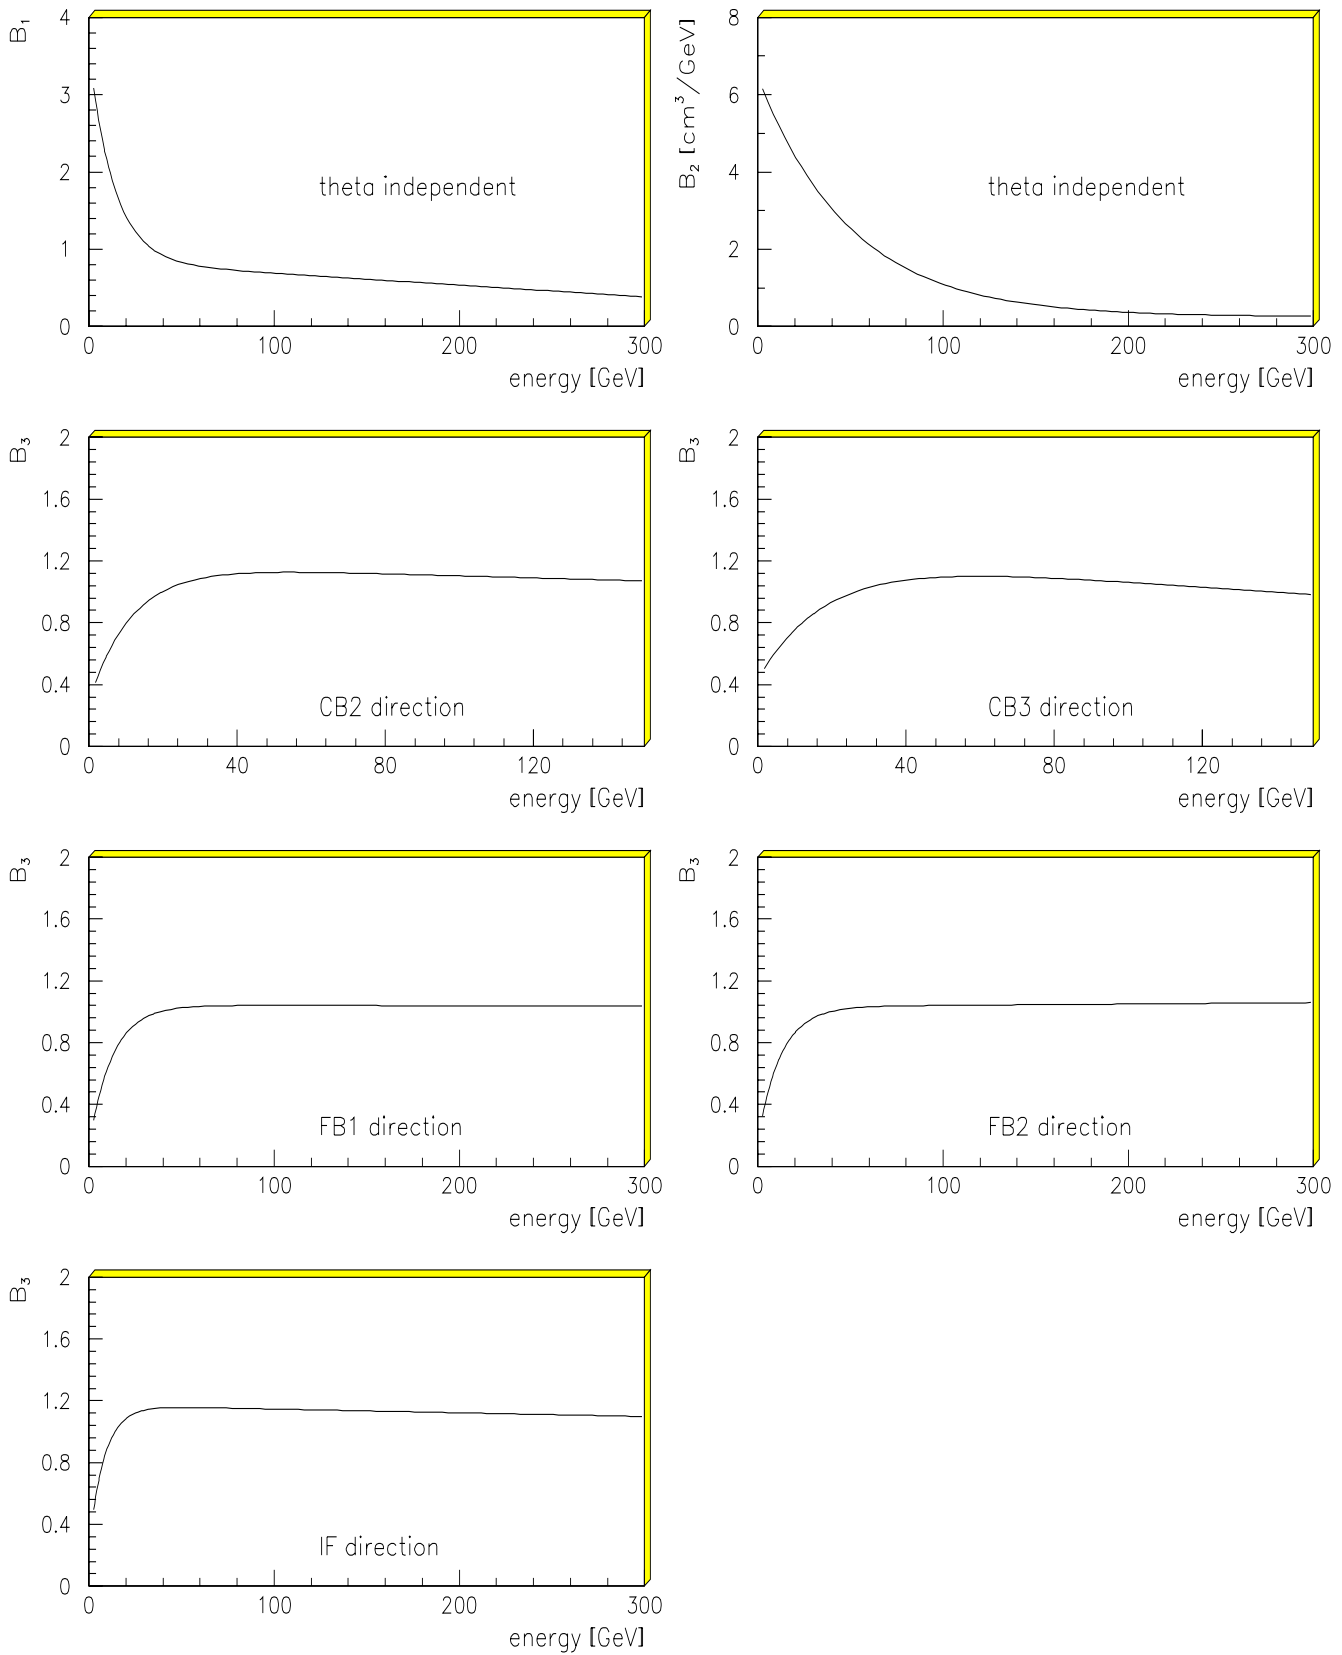 B1
4
3
2
1
0
theta independent
0 100 200 300
energy [GeV]
B2 [cm3/GeV]
8
6
4
2
0
theta independent
0 100 200 300
energy [GeV]
B3
2
1.6
1.2
0.8
0.4
0
CB2 direction
0 40 80 120
energy [GeV]
B3
2
1.6
1.2
0.8
0.4
0
CB3 direction
0 40 80 120
energy [GeV]
B3
2
1.6
1.2
0.8
0.4
0
FB1 direction
0 100 200 300
energy [GeV]
B3
2
1.6
1.2
0.8
0.4
0
FB2 direction
0 100 200 300
energy [GeV]
B3
2
1.6
1.2
0.8
0.4
0
IF direction
0 100 200 300
energy [GeV]